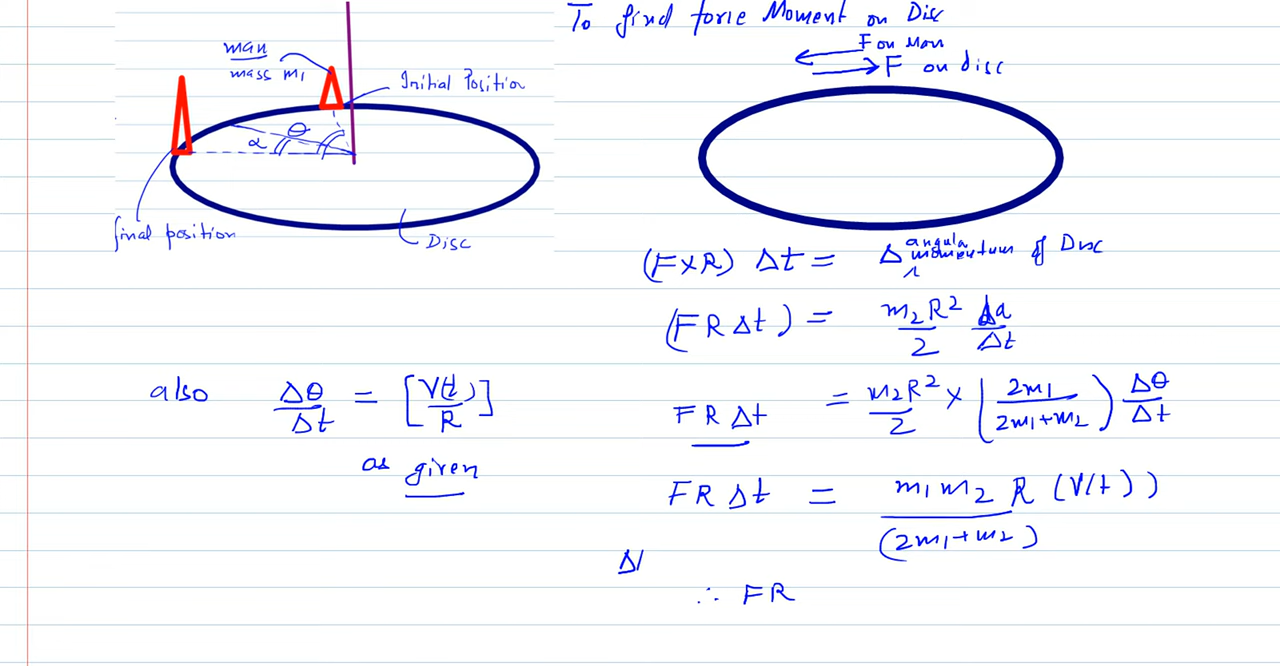 To find force Moment on Disc
F on Man
F on disc
man
mass m1
Initial Position
θ
α
final position
Disc
(F×R) Δt = Δ angula momentum of Disc
(F R Δt) = m2R²/2 Δα/Δt
also Δθ/Δt = [V(t)/R]
F R Δt = m2R²/2 × (2m1/2m1+m2) Δθ/Δt
as given
F R Δt = m1 m2 R (V(t))/(2m1+m2)
∴ FR